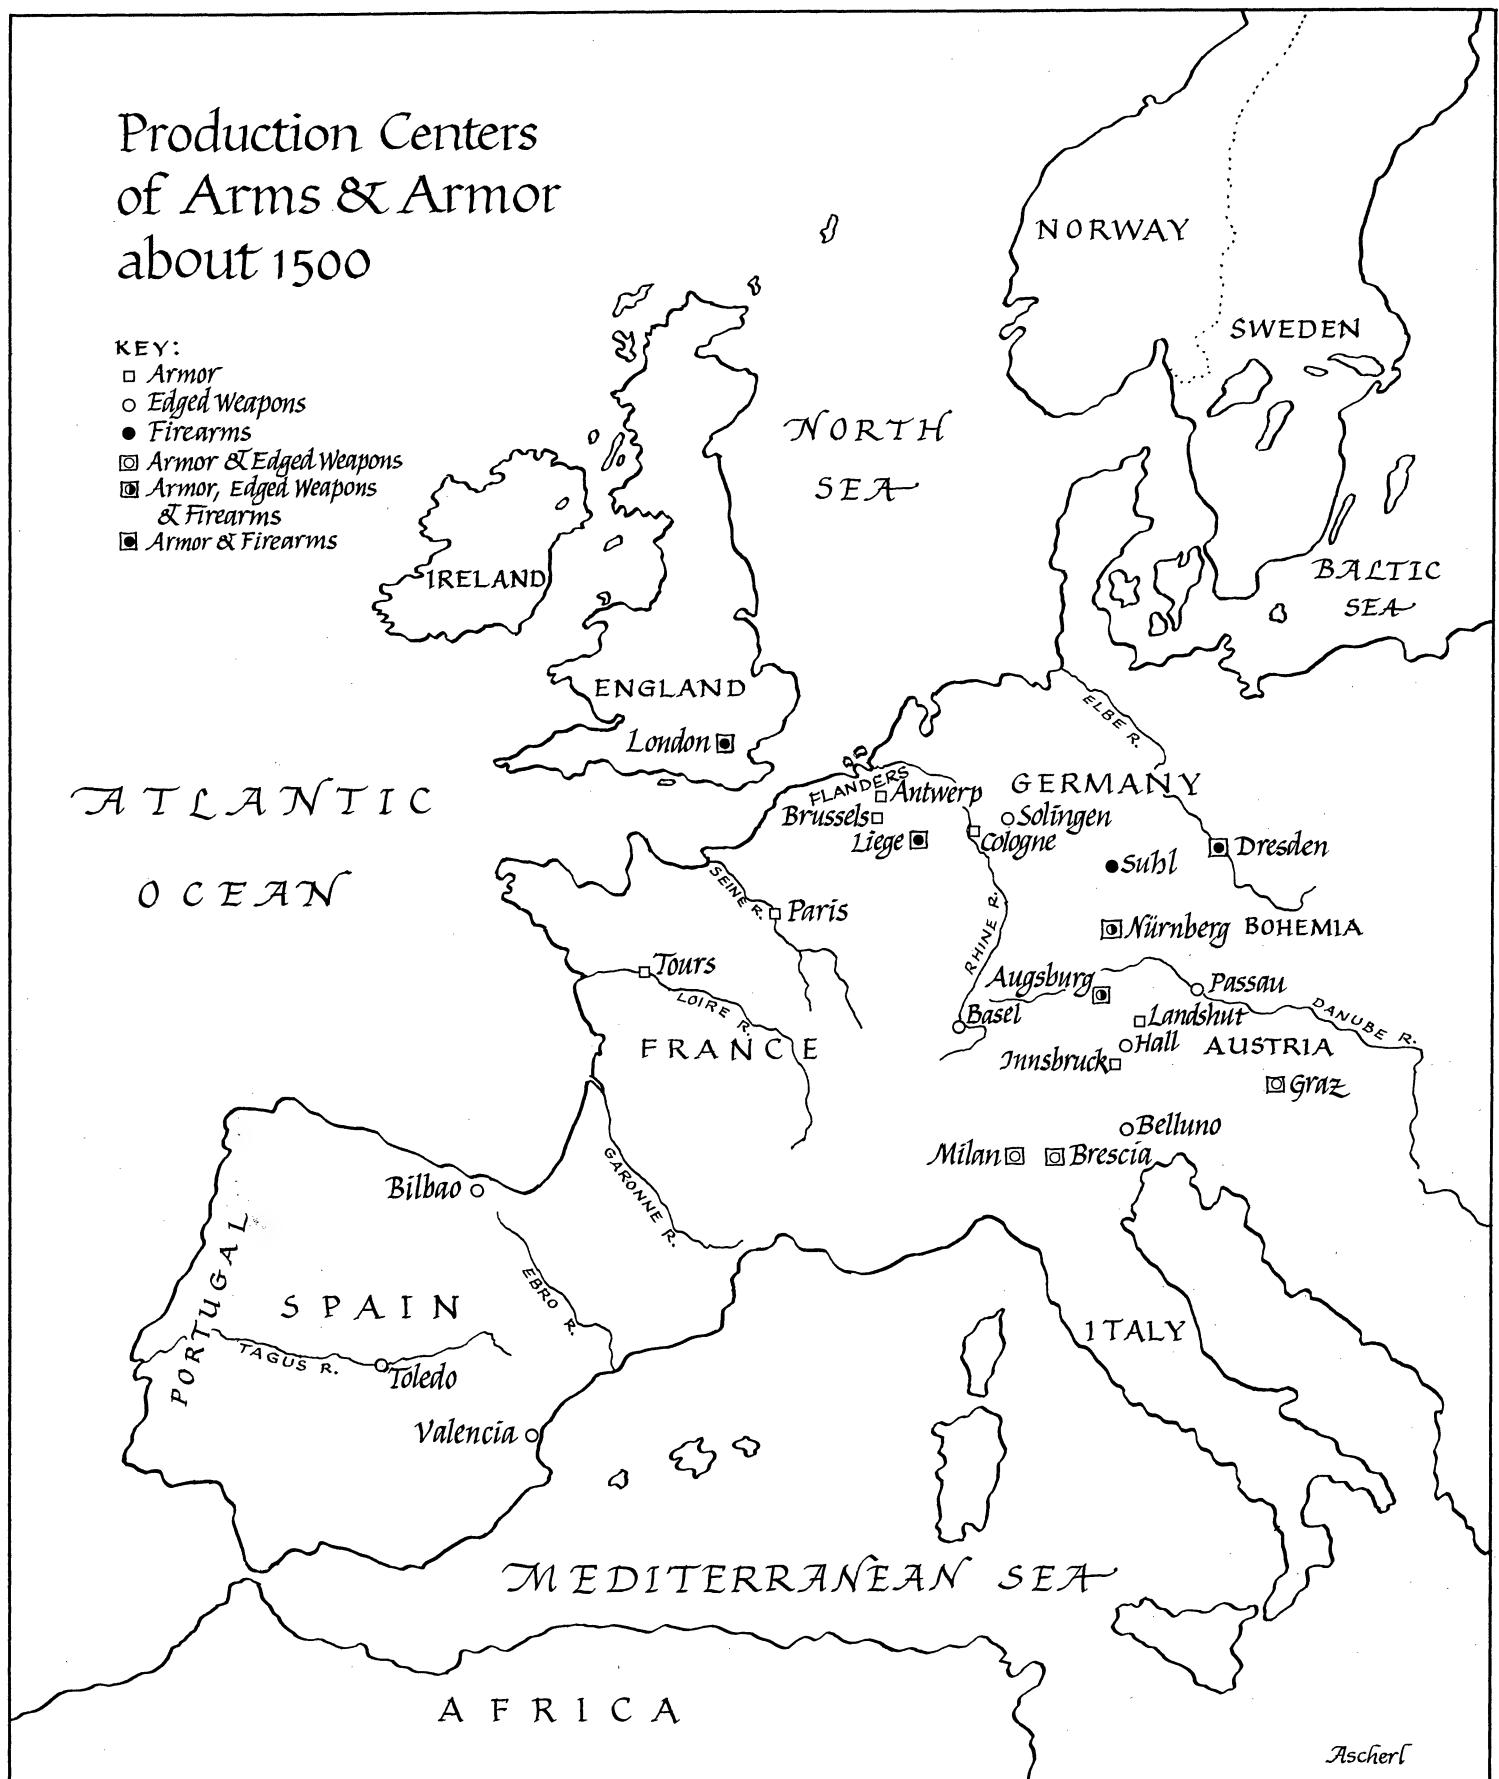 Production Centers
of Arms & Armor
about 1500
KEY:
Armor
Edged Weapons
Firearms
Armor & Edged Weapons
Armor, Edged Weapons
& Firearms
Armor & Firearms
NORWAY
SWEDEN
NORTH
SEA
BALTIC
SEA
IRELAND
ENGLAND
London
ELBE R.
ATLANTIC
OCEAN
FLANDERS
Antwerp
GERMANY
Brussels
Solingen
Liege
Cologne
Dresden
Suhl
SEINE R.
Paris
RHINE R.
Nürnberg
BOHEMIA
Tours
LOIRE R.
Augsburg
Passau
Basel
Landshut
DANUBE R.
FRANCE
Hall
AUSTRIA
Innsbruck
Graz
Belluno
Milan
Brescia
GARONNE R.
Bilbao
PORTUGAL
SPAIN
EBRO R.
TAGUS R.
Toledo
Valencia
ITALY
MEDITERRANEAN SEA
AFRICA
Ascherl